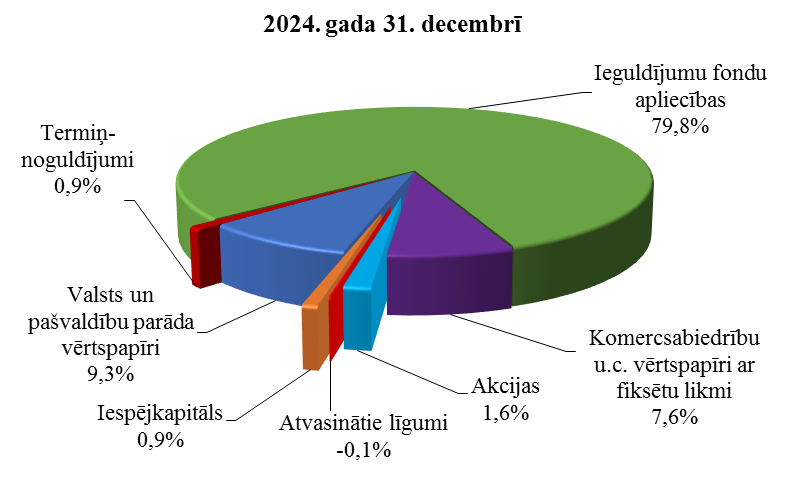 2024. gada 31. decembrī
Ieguldījumu fondu
apliecības
79,8%
Termiņ-
noguldījumi
0,9%
Valsts un
pašvaldību parāda
vērtspapīri
9,3%
Iespējkapitāls
0,9%
Atvasinātie līgumi
-0,1%
Akcijas
1,6%
Komercsabiedrību
u.c. vērtspapīri ar
fiksētu likmi
7,6%